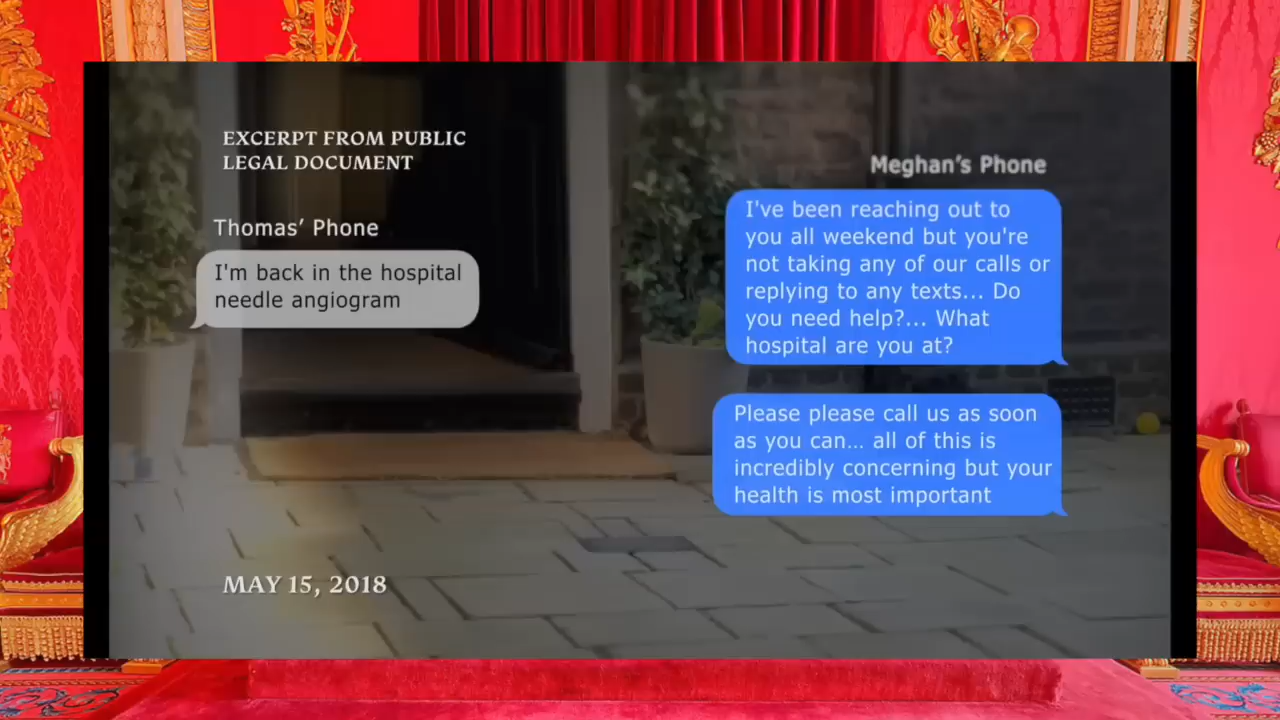 EXCERPT FROM PUBLIC
LEGAL DOCUMENT
Thomas’ Phone
I'm back in the hospital
needle angiogram
Meghan’s Phone
I've been reaching out to
you all weekend but you're
not taking any of our calls or
replying to any texts... Do
you need help?... What
hospital are you at?
Please please call us as soon
as you can... all of this is
incredibly concerning but your
health is most important
MAY 15, 2018